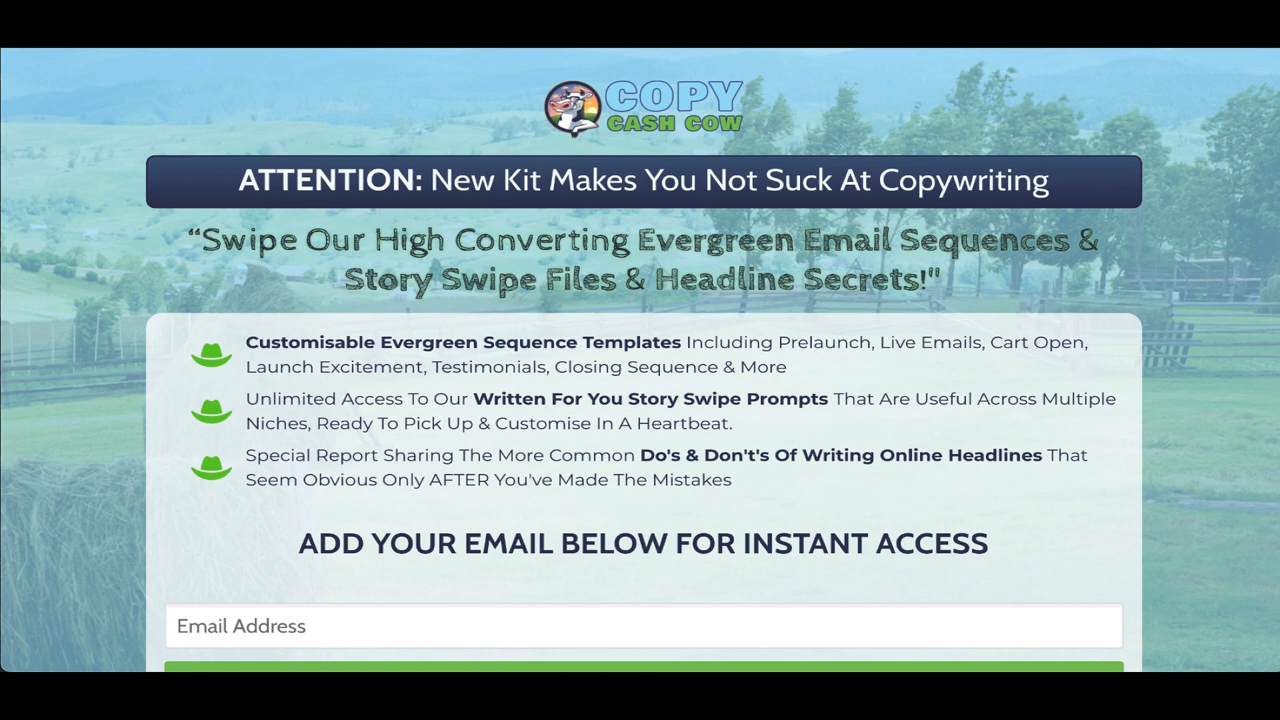 COPY
CASH COW
ATTENTION: New Kit Makes You Not Suck At Copywriting
“Swipe Our High Converting Evergreen Email Sequences &
Story Swipe Files & Headline Secrets!"
Customisable Evergreen Sequence Templates Including Prelaunch, Live Emails, Cart Open,
Launch Excitement, Testimonials, Closing Sequence & More
Unlimited Access To Our Written For You Story Swipe Prompts That Are Useful Across Multiple
Niches, Ready To Pick Up & Customise In A Heartbeat.
Special Report Sharing The More Common Do's & Don't's Of Writing Online Headlines That
Seem Obvious Only AFTER You've Made The Mistakes
ADD YOUR EMAIL BELOW FOR INSTANT ACCESS
Email Address